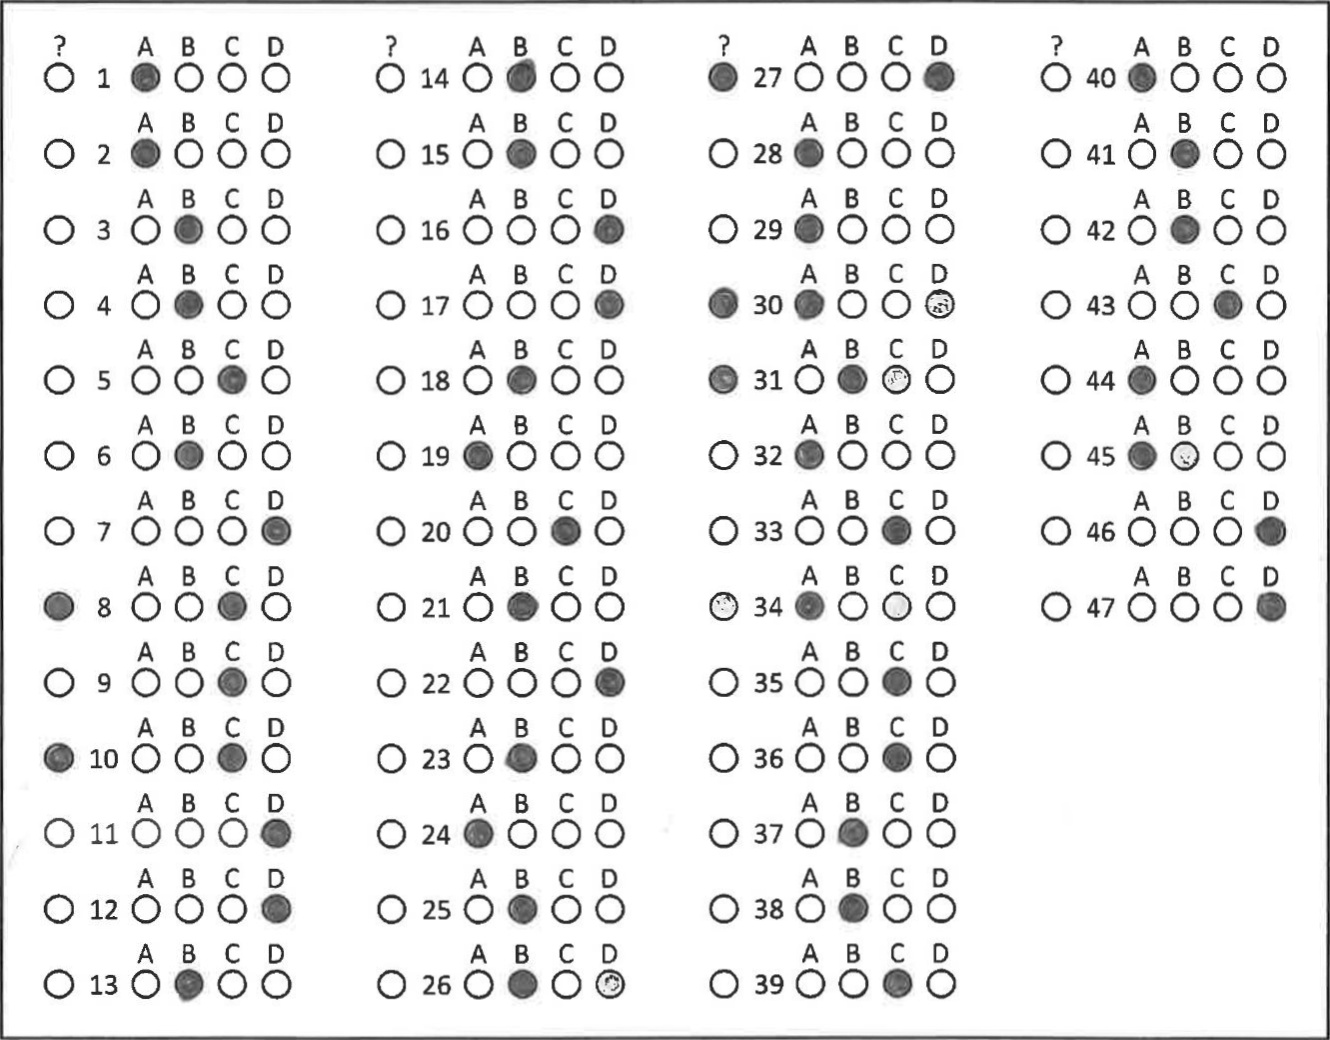 ? A B C D
1
A B C D
2
A B C D
3
A B C D
4
A B C D
5
A B C D
6
A B C D
7
A B C D
8
A B C D
9
A B C D
10
A B C D
11
A B C D
12
A B C D
13
? A B C D
14
A B C D
15
A B C D
16
A B C D
17
A B C D
18
A B C D
19
A B C D
20
A B C D
21
A B C D
22
A B C D
23
A B C D
24
A B C D
25
A B C D
26
? A B C D
27
A B C D
28
A B C D
29
A B C D
30
A B C D
31
A B C D
32
A B C D
33
A B C D
34
A B C D
35
A B C D
36
A B C D
37
A B C D
38
A B C D
39
? A B C D
40
A B C D
41
A B C D
42
A B C D
43
A B C D
44
A B C D
45
A B C D
46
A B C D
47